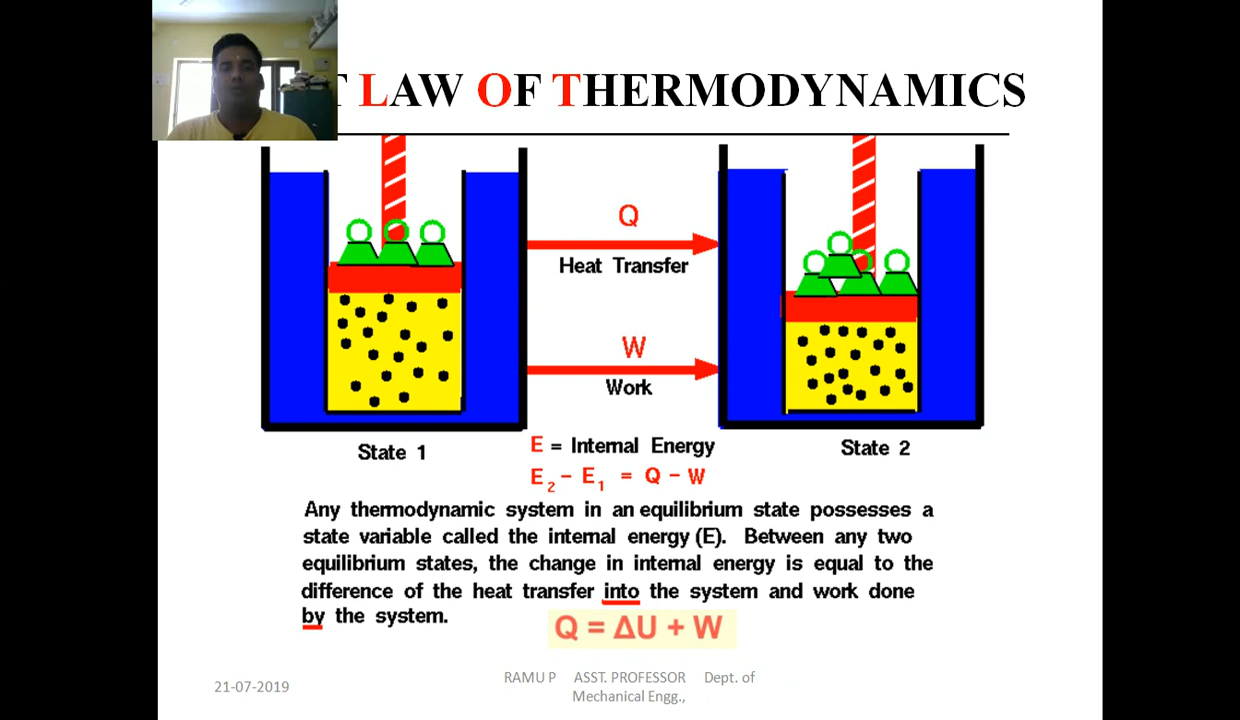 LAW OF THERMODYNAMICS
Q
Heat Transfer
W
Work
State 1
E = Internal Energy
State 2
E2 - E1 = Q - W
Any thermodynamic system in an equilibrium state possesses a
state variable called the internal energy (E). Between any two
equilibrium states, the change in internal energy is equal to the
difference of the heat transfer into the system and work done
by the system.
Q = ΔU + W
21-07-2019
RAMU P ASST. PROFESSOR Dept. of
Mechanical Engg.,